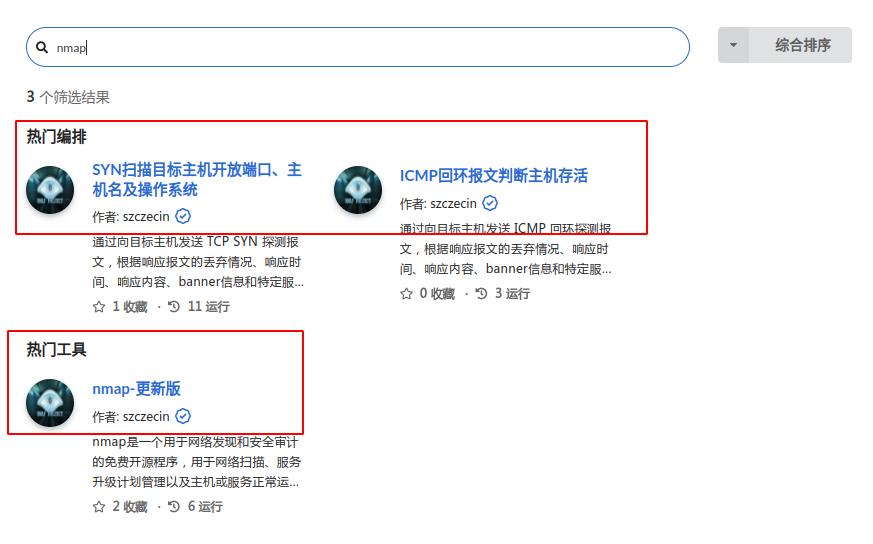 nmap
综合排序
3 个筛选结果
热门编排
SYN扫描目标主机开放端口、主
机名及操作系统
作者: szczecin
通过向目标主机发送 TCP SYN 探测报
文，根据响应报文的丢弃情况、响应时
间、响应内容、banner信息和特定服...
1 收藏 · 11 运行
ICMP回环报文判断主机存活
作者: szczecin
通过向目标主机发送 ICMP 回环探测报
文，根据响应报文的丢弃情况、响应时
间、响应内容、banner信息和特定服...
0 收藏 · 3 运行
热门工具
nmap-更新版
作者: szczecin
nmap是一个用于网络发现和安全审计
的免费开源程序，用于网络扫描、服务
升级计划管理以及主机或服务正常运...
2 收藏 · 6 运行